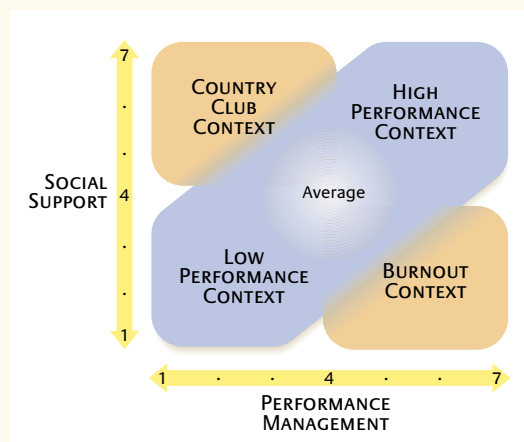 COUNTRY
CLUB
CONTEXT
HIGH
PERFORMANCE
CONTEXT
Average
LOW
PERFORMANCE
CONTEXT
BURNOUT
CONTEXT
SOCIAL
SUPPORT
7
.
.
4
.
.
1
1 . . 4 . . 7
PERFORMANCE
MANAGEMENT